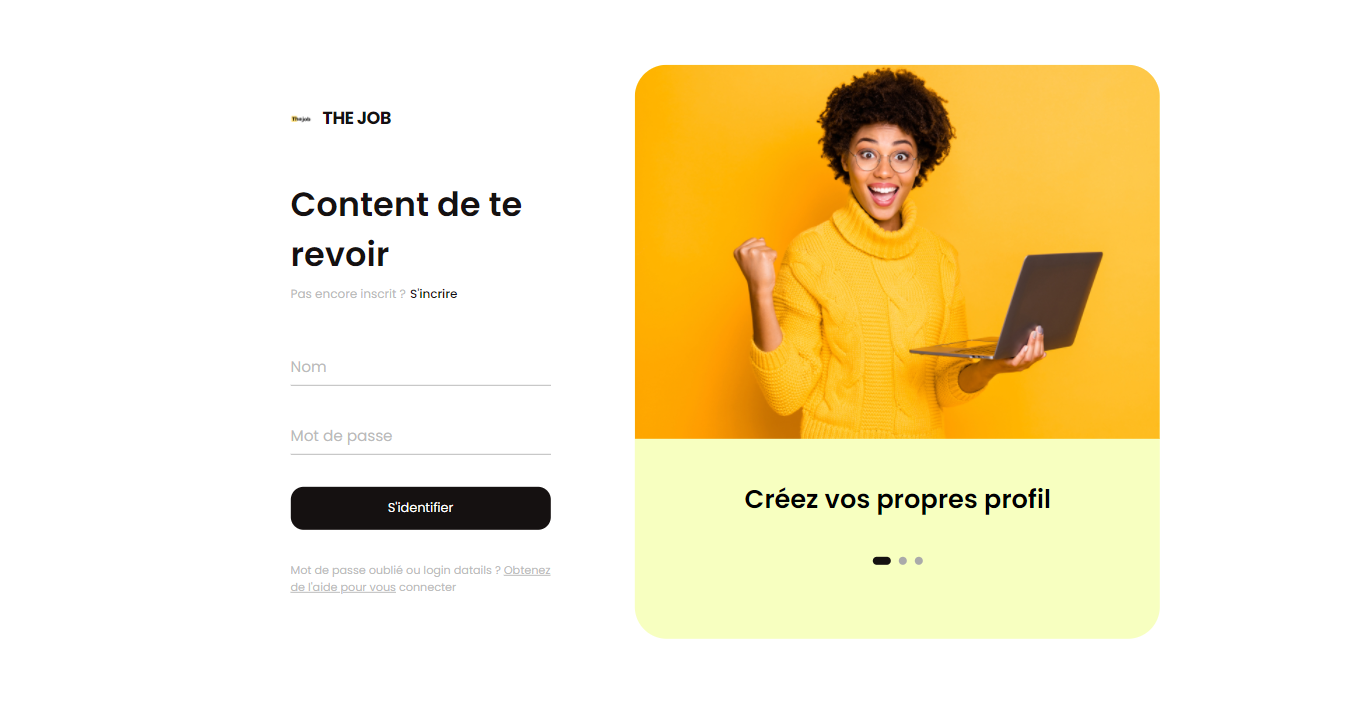 Thejob THE JOB
Content de te
revoir
Pas encore inscrit ? S'incrire
Nom
Mot de passe
S'identifier
Mot de passe oublié ou login datails ? Obtenez
de l'aide pour vous connecter
Créez vos propres profil